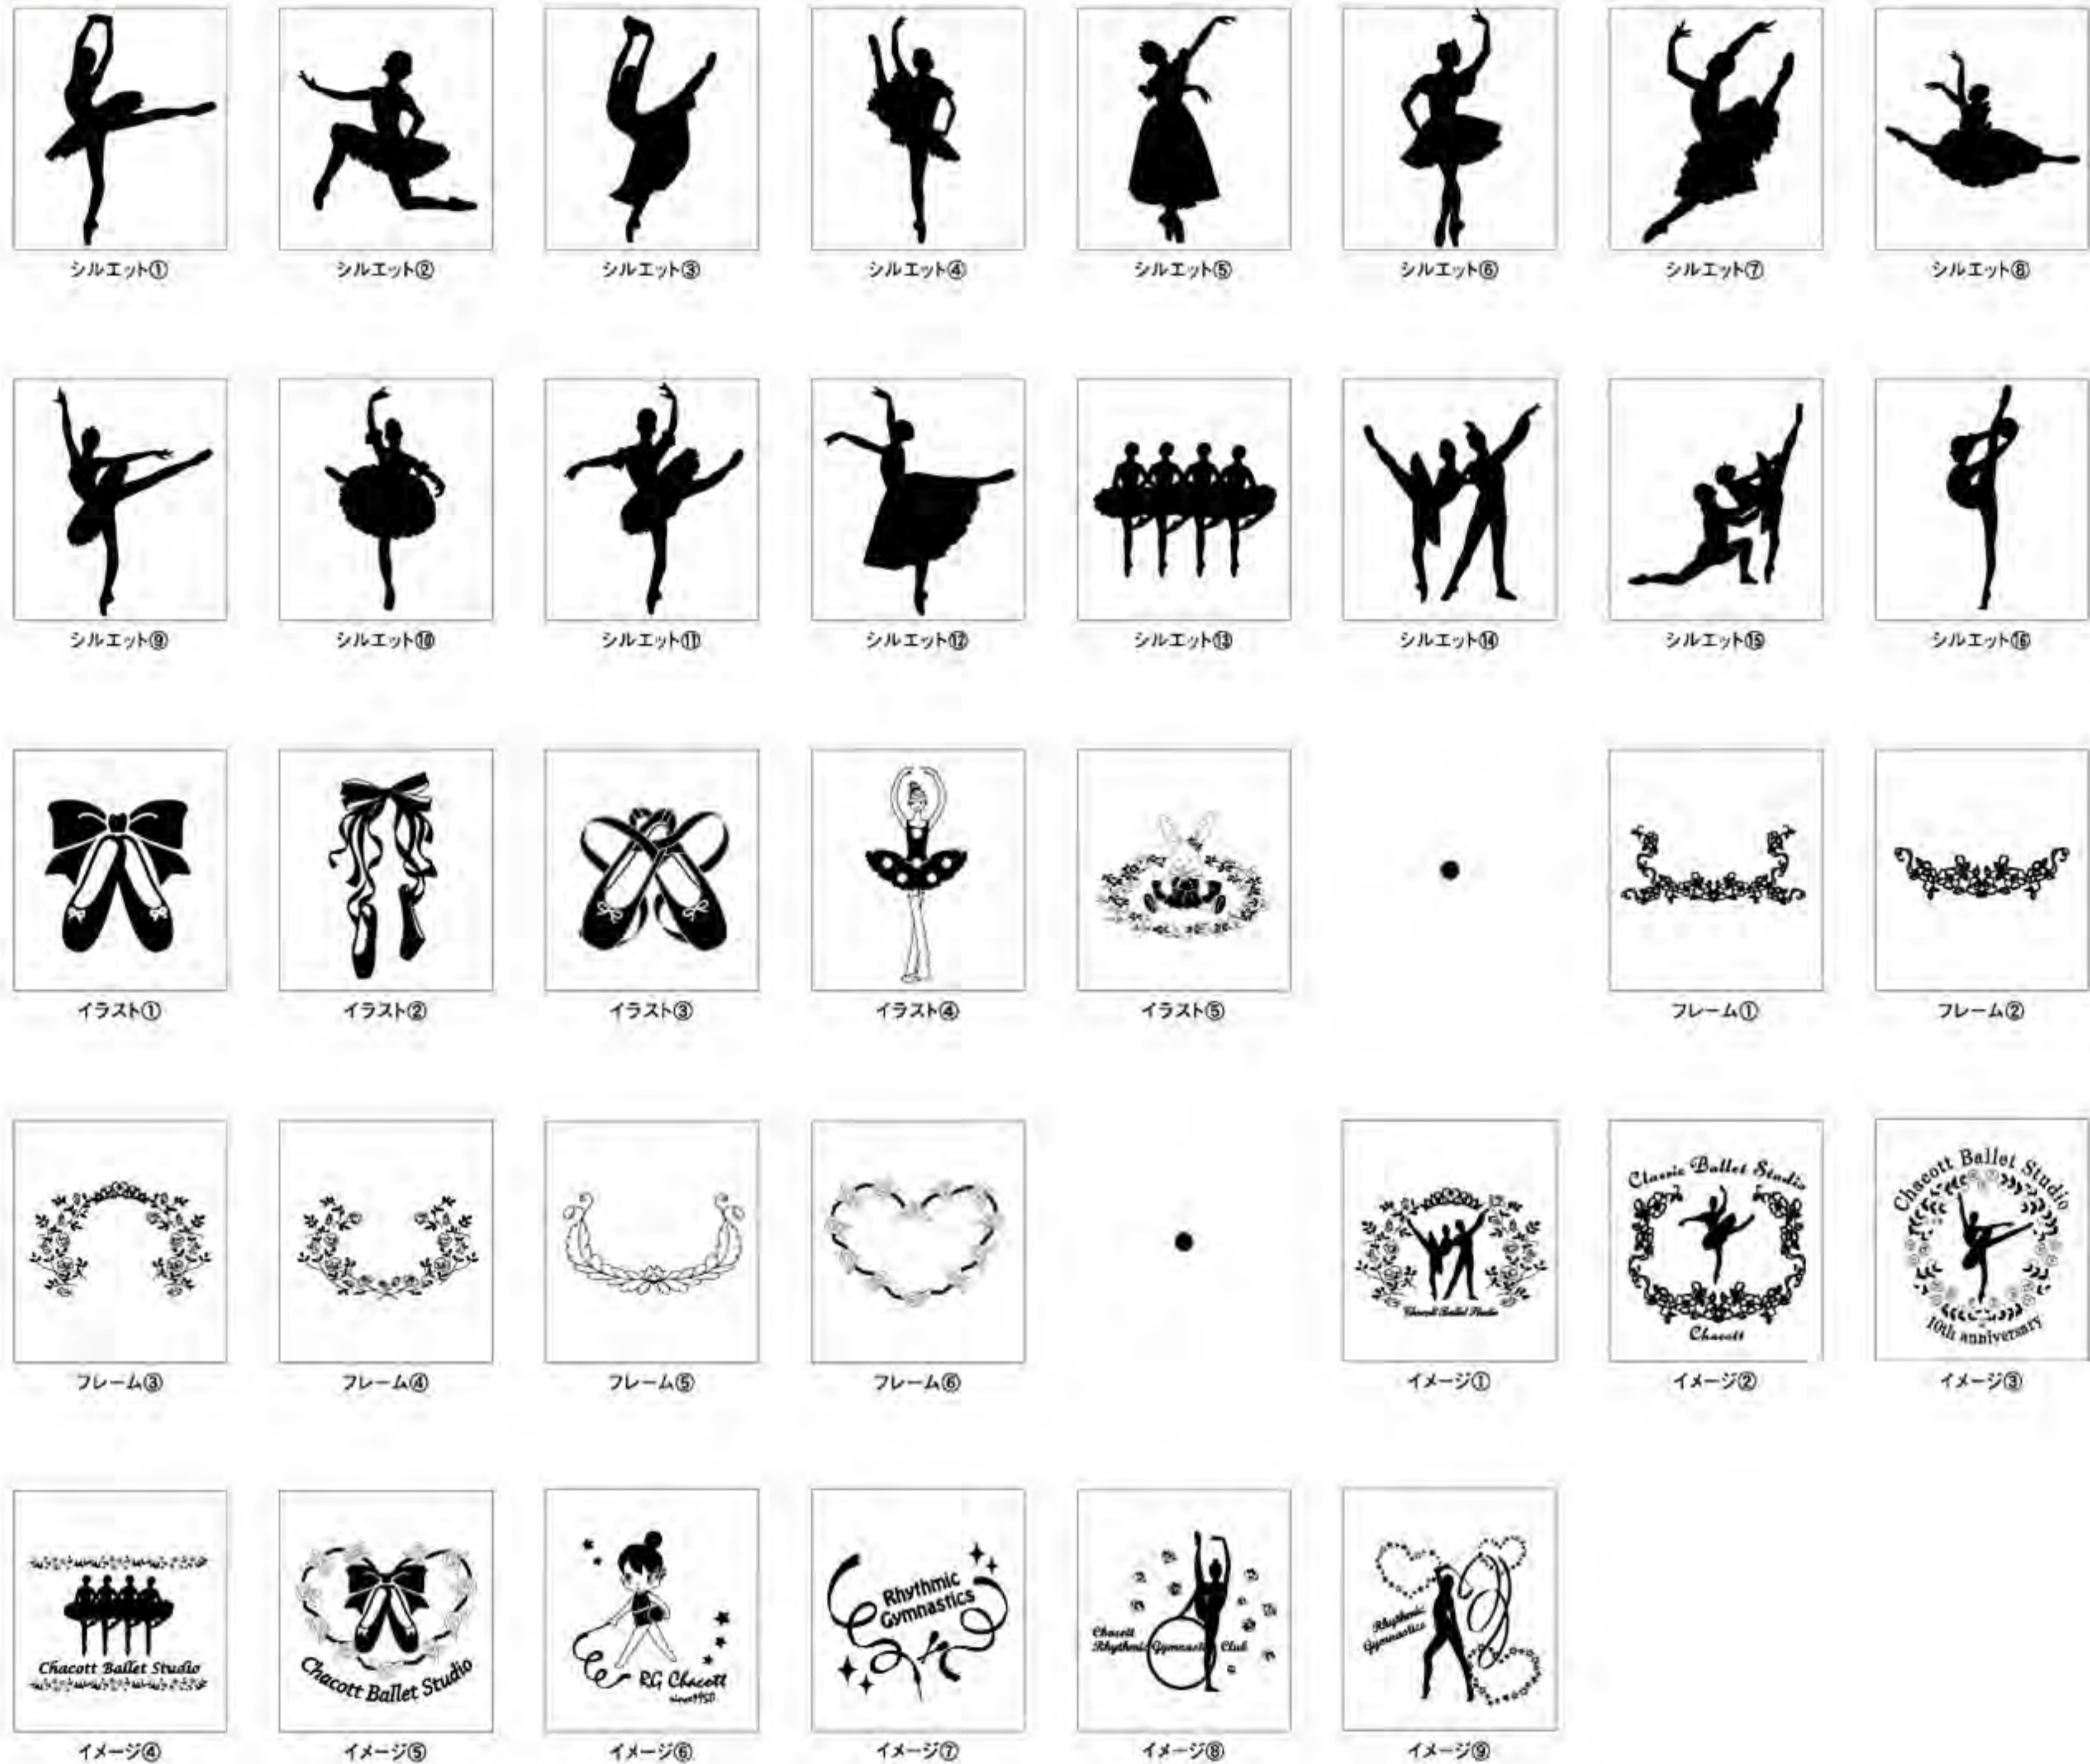 シルエット① シルエット② シルエット③ シルエット④ シルエット⑤ シルエット⑥ シルエット⑦ シルエット⑧
シルエット⑨ シルエット⑩ シルエット⑪ シルエット⑫ シルエット⑬ シルエット⑭ シルエット⑮ シルエット⑯
イラスト① イラスト② イラスト③ イラスト④ イラスト⑤ フレーム① フレーム②
フレーム③ フレーム④ フレーム⑤ フレーム⑥
Chacott Ballet Studio
イメージ①
Classic Ballet Studio
Chacott
イメージ②
Chacott Ballet Studio
10th anniversary
イメージ③
Chacott Ballet Studio
イメージ④
Chacott Ballet Studio
イメージ⑤
RG Chacott
since1950
イメージ⑥
Rhythmic
Gymnastics
イメージ⑦
Chacott
Rhythmic Gymnastic Club
イメージ⑧
Rhythmic
Gymnastics
イメージ⑨